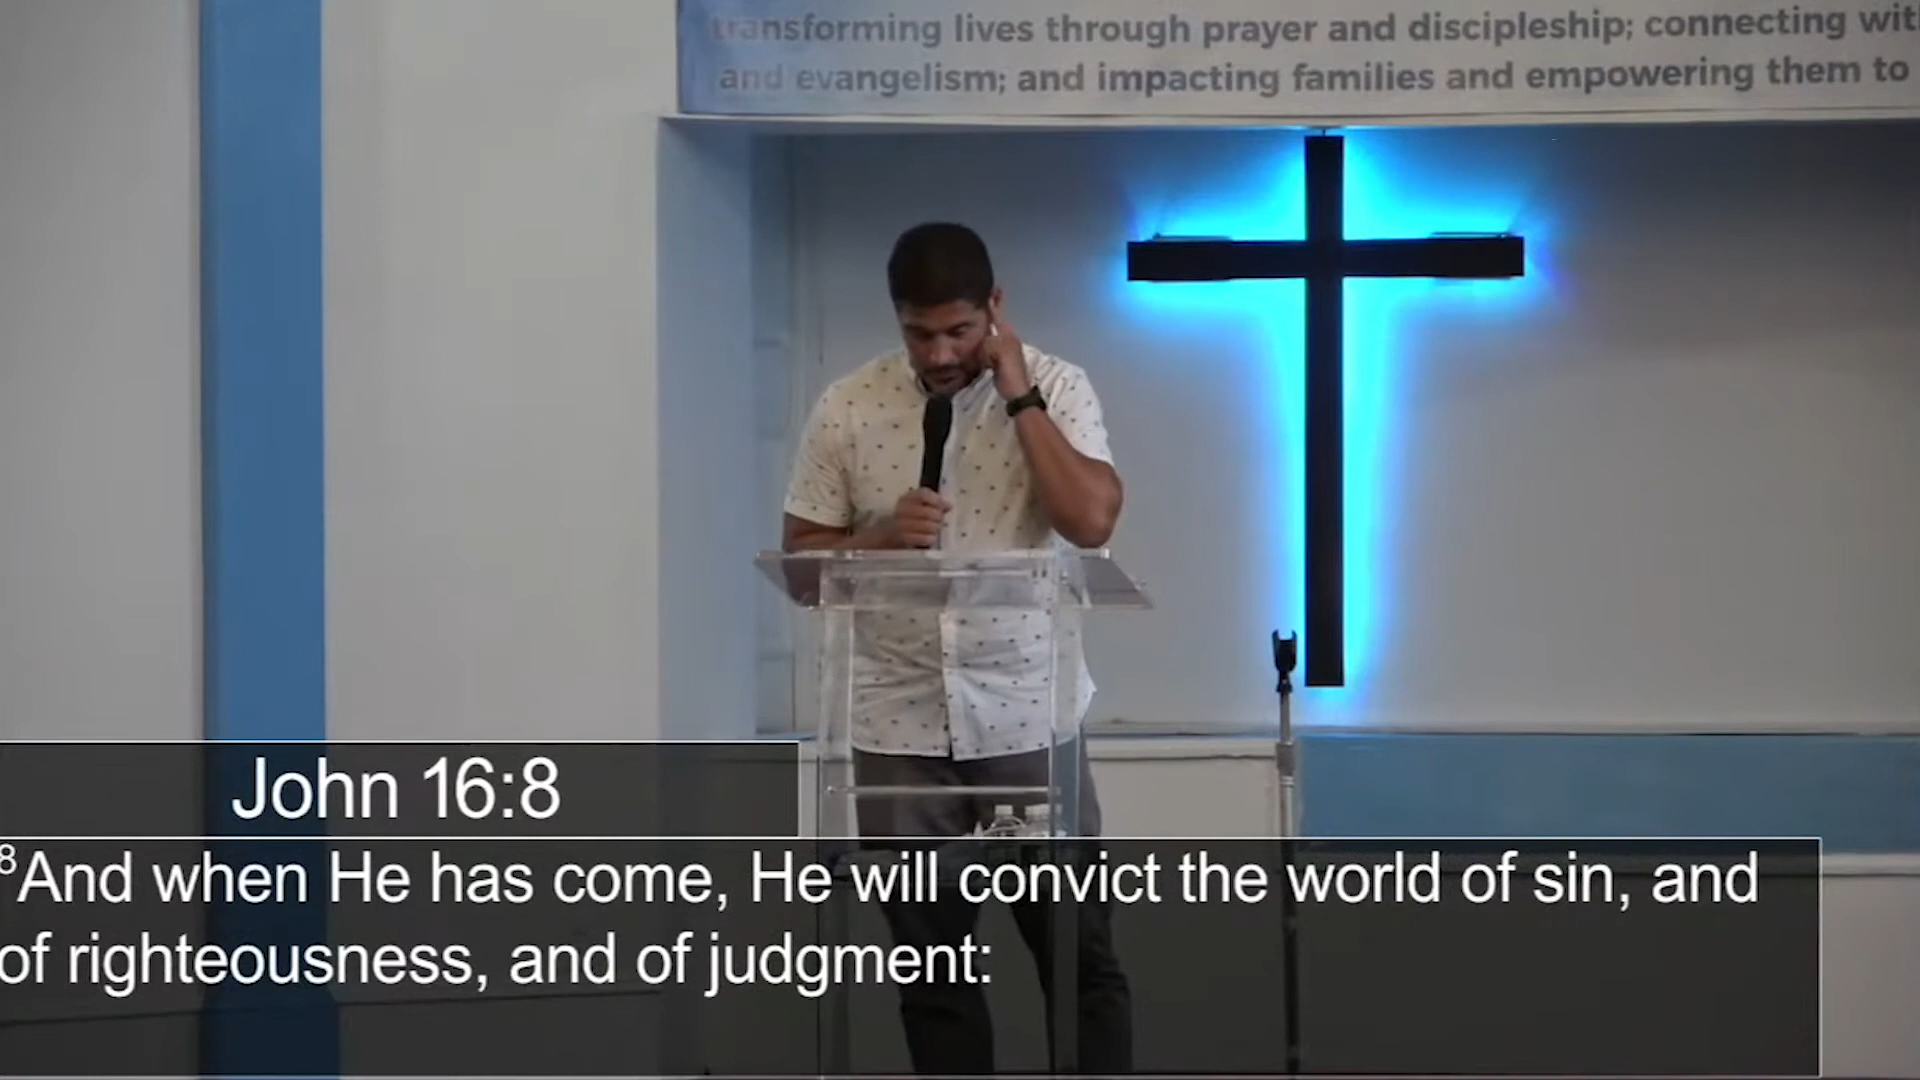 transforming lives through prayer and discipleship; connecting wit
and evangelism; and impacting families and empowering them to
John 16:8
8And when He has come, He will convict the world of sin, and
of righteousness, and of judgment: